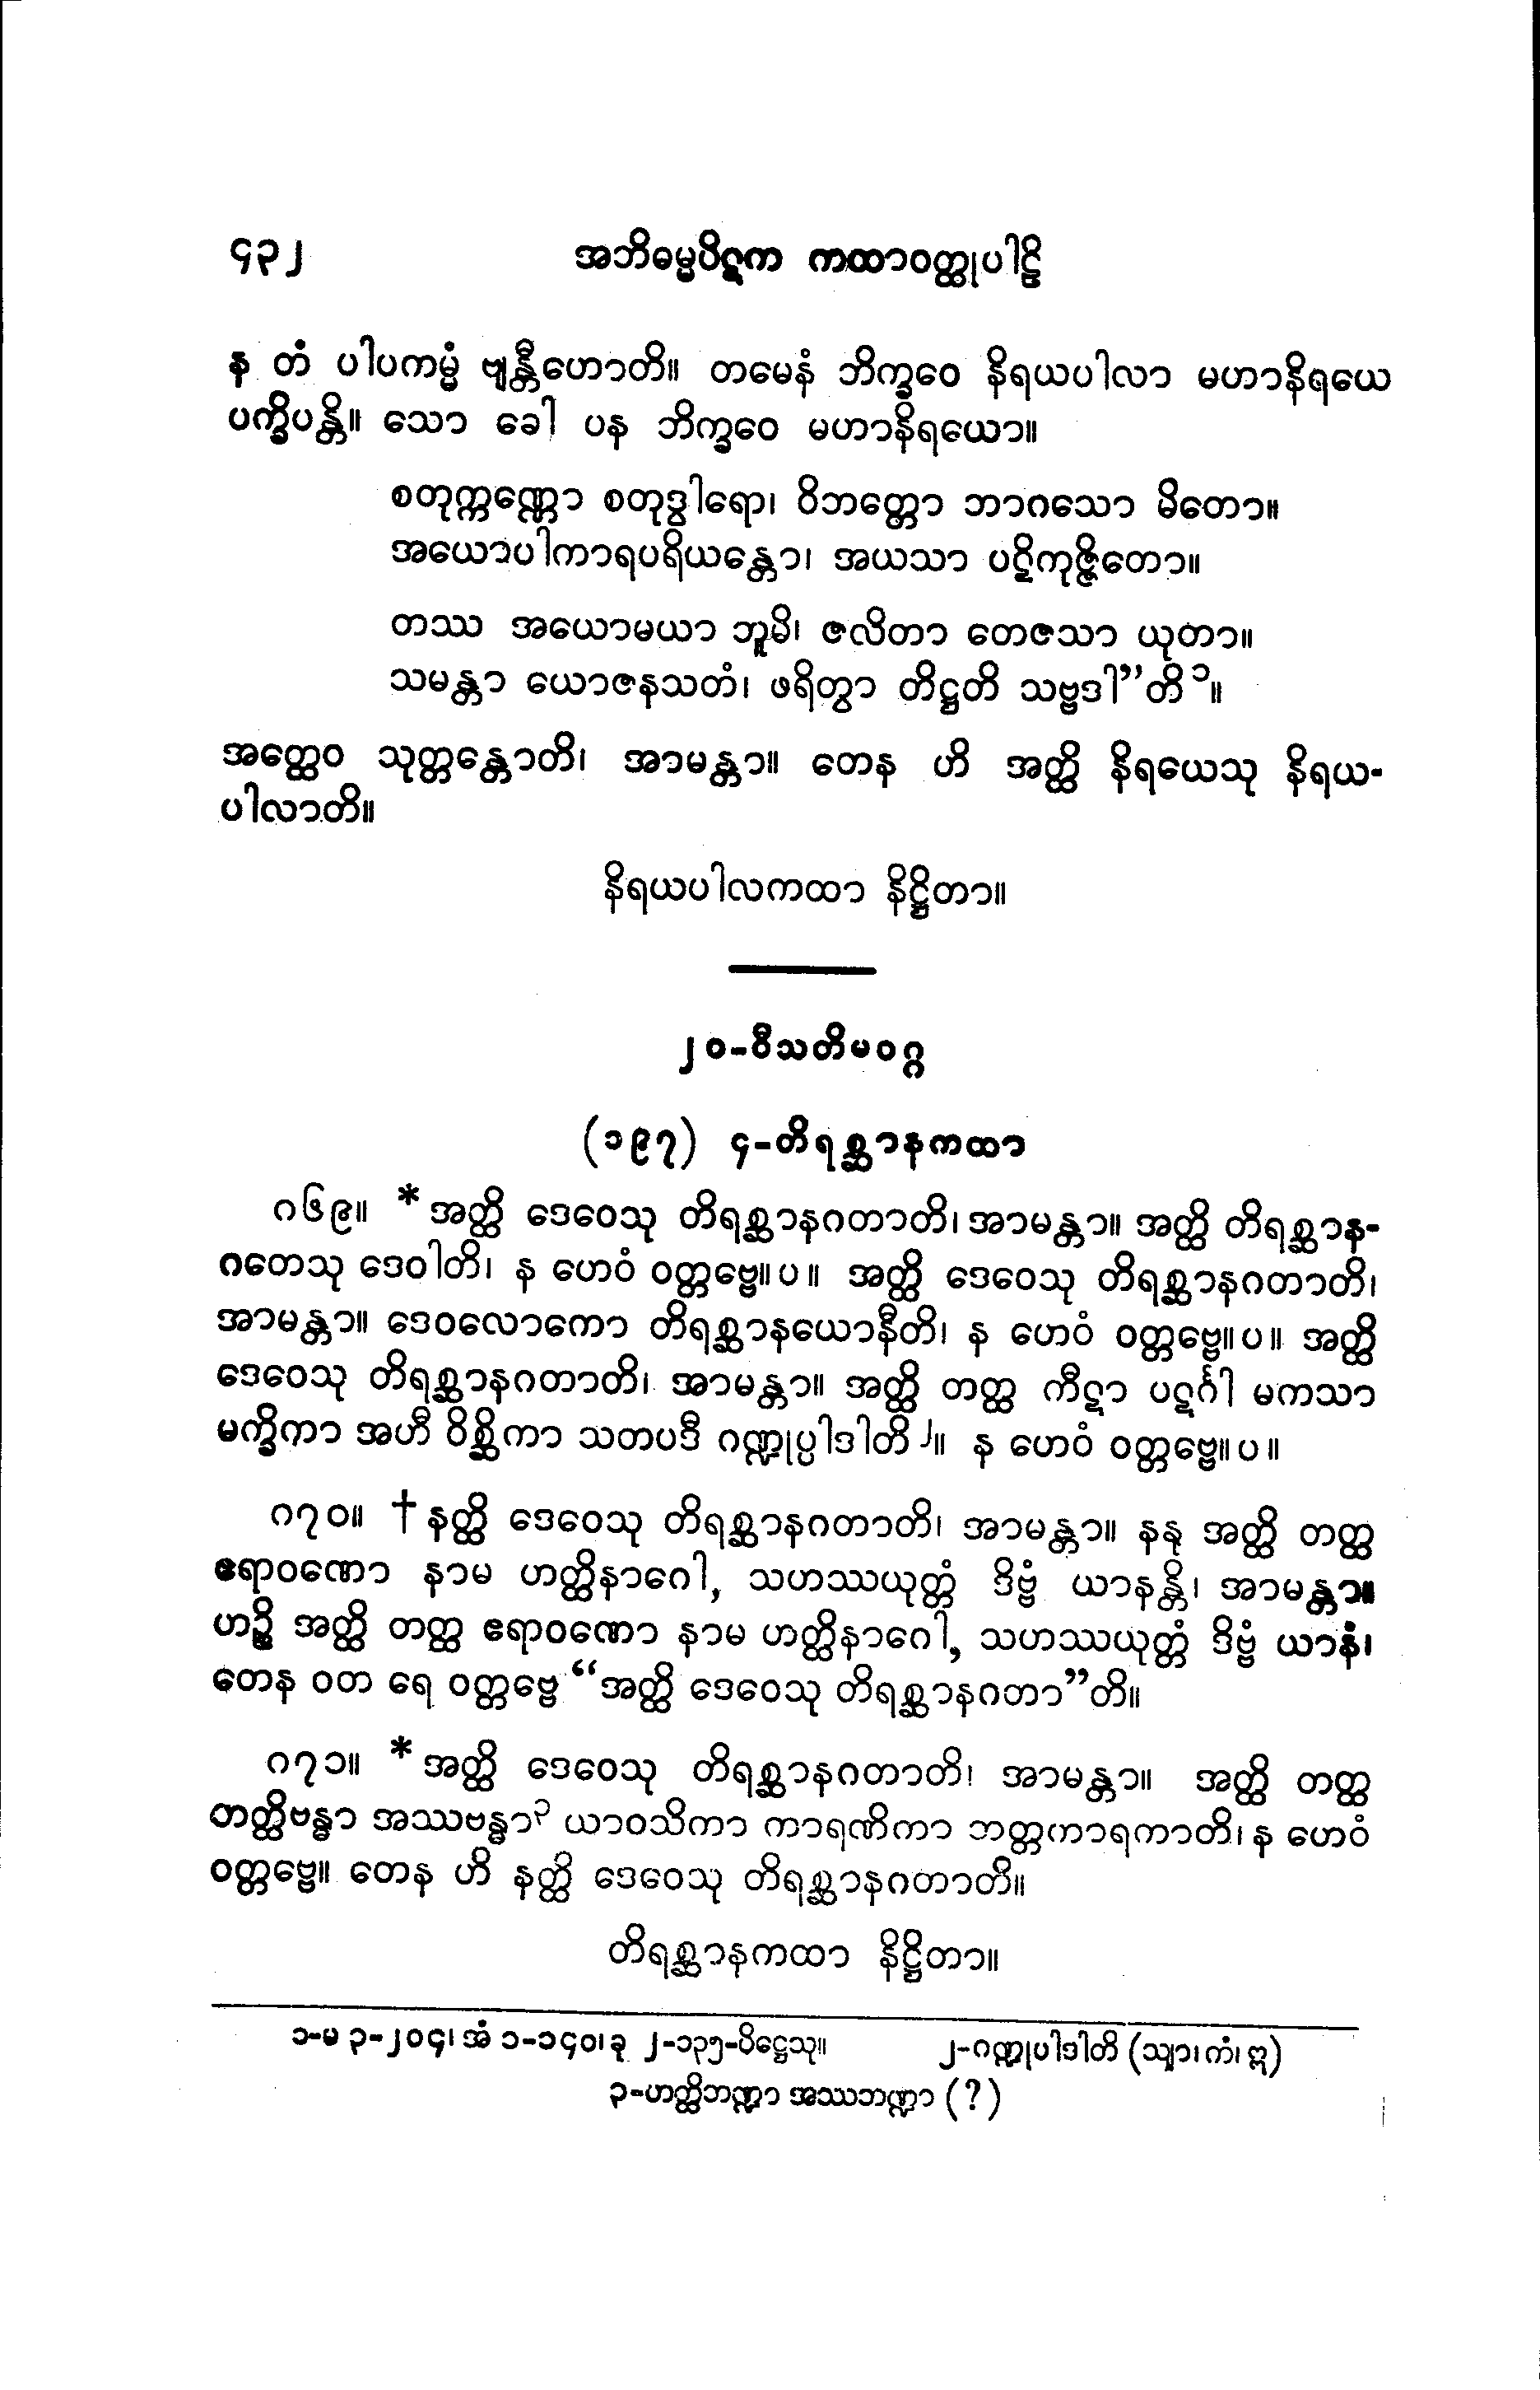 ၄၃၂ အဘိဓမ္မပိဋက ကထာဝတ္ထုပါဠိ
န တံ ပါပကမ္မံ ဗျန္တီဟောတိ။ တမေနံ ဘိက္ခဝေ နိရယပါလာ မဟာနိရယေ
ပက္ခိပန္တိ။ သော ခေါ ပန ဘိက္ခဝေ မဟာနိရယော။
စတုက္ကဏ္ဏော စတုဒွါရော၊ ဝိဘတ္တော ဘာဂသော မိတော။
အယောပါကာရပရိယန္တော၊ အယသာ ပဋိကုဇ္ဇိတော။
တဿ အယောမယာ ဘူမိ၊ ဇလိတာ တေဇသာ ယုတာ။
သမန္တာ ယောဇနသတံ၊ ဖရိတွာ တိဋ္ဌတိ သဗ္ဗဒါ”တိ ၁။
အတ္ထေဝ သုတ္တန္တောတိ၊ အာမန္တာ။ တေန ဟိ အတ္ထိ နိရယေသု နိရယ-
ပါလာတိ။
နိရယပါလကထာ နိဋ္ဌိတာ။
၂၀-ဝီသတိမဝဂ္ဂ
(၁၉၇) ၄-တိရစ္ဆာနကထာ
ဂ၆၉။ * အတ္ထိ ဒေဝေသု တိရစ္ဆာနဂတာတိ၊ အာမန္တာ။ အတ္ထိ တိရစ္ဆာန-
ဂတေသု ဒေဝါတိ၊ န ဟေဝံ ဝတ္တဗ္ဗေ။ပ။ အတ္ထိ ဒေဝေသု တိရစ္ဆာနဂတာတိ၊
အာမန္တာ။ ဒေဝလောကော တိရစ္ဆာနယောနီတိ၊ န ဟေဝံ ဝတ္တဗ္ဗေ။ပ။ အတ္ထိ
ဒေဝေသု တိရစ္ဆာနဂတာတိ၊ အာမန္တာ။ အတ္ထိ တတ္ထ ကီဋာ ပဋင်္ဂါ မကသာ
မက္ခိကာ အဟီ ဝိစ္ဆိကာ သတပဒီ ဂဏ္ဍုပ္ပါဒါတိ ၂။ န ဟေဝံ ဝတ္တဗ္ဗေ။ပ။
ဂ၇၀။ † နတ္ထိ ဒေဝေသု တိရစ္ဆာနဂတာတိ၊ အာမန္တာ။ နနု အတ္ထိ တတ္ထ
ဧရာဝဏော နာမ ဟတ္ထိနာဂေါ, သဟဿယုတ္တံ ဒိဗ္ဗံ ယာနန္တိ၊ အာမန္တာ။
ဟဉ္စိ အတ္ထိ တတ္ထ ဧရာဝဏော နာမ ဟတ္ထိနာဂေါ, သဟဿယုတ္တံ ဒိဗ္ဗံ ယာနံ၊
တေန ဝတ ရေ ဝတ္တဗ္ဗေ “အတ္ထိ ဒေဝေသု တိရစ္ဆာနဂတာ”တိ။
ဂ၇၁။ * အတ္ထိ ဒေဝေသု တိရစ္ဆာနဂတာတိ၊ အာမန္တာ။ အတ္ထိ တတ္ထ
ဟတ္ထိဗန္ဓာ အဿဗန္ဓာ ၃ ယာဝသိကာ ကာရဏိကာ ဘတ္တကာရကာတိ၊ န ဟေဝံ
ဝတ္တဗ္ဗေ။ တေန ဟိ နတ္ထိ ဒေဝေသု တိရစ္ဆာနဂတာတိ။
တိရစ္ဆာနကထာ နိဋ္ဌိတာ။
၁-မ ၃-၂၀၄၊ အံ ၁-၁၄၀၊ ခု ၂-၁၃၅-ပိဋ္ဌေသု။ ၂-ဂဏ္ဍုပါဒါတိ (သျာ၊ ကံ၊ ဣ)
၃-ဟတ္ထိဘဏ္ဍာ အဿဘဏ္ဍာ (?)